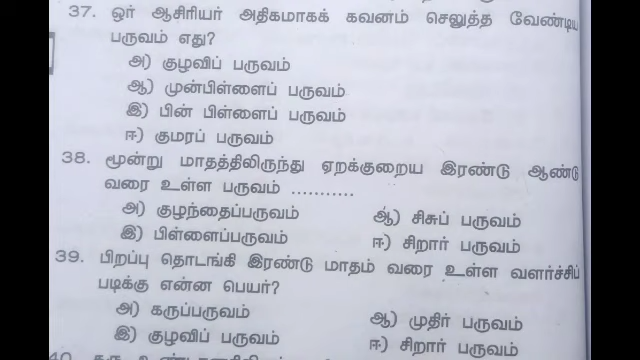 37. ஓர் ஆசிரியர் அதிகமாகக் கவனம் செலுத்த வேண்டிய
பருவம் எது?
அ) குழவிப் பருவம்
ஆ) முன்பிள்ளைப் பருவம்
இ) பின் பிள்ளைப் பருவம்
ஈ) குமரப் பருவம்
38. மூன்று மாதத்திலிருந்து ஏறக்குறைய இரண்டு ஆண்டு
வரை உள்ள பருவம் ...........
அ) குழந்தைப்பருவம் ஆ) சிசுப் பருவம்
இ) பிள்ளைப்பருவம் ஈ) சிறார் பருவம்
39. பிறப்பு தொடங்கி இரண்டு மாதம் வரை உள்ள வளர்ச்சிப்
படிக்கு என்ன பெயர்?
அ) கருப்பருவம் ஆ) முதிர் பருவம்
இ) குழவிப் பருவம் ஈ) சிறார் பருவம்
40.